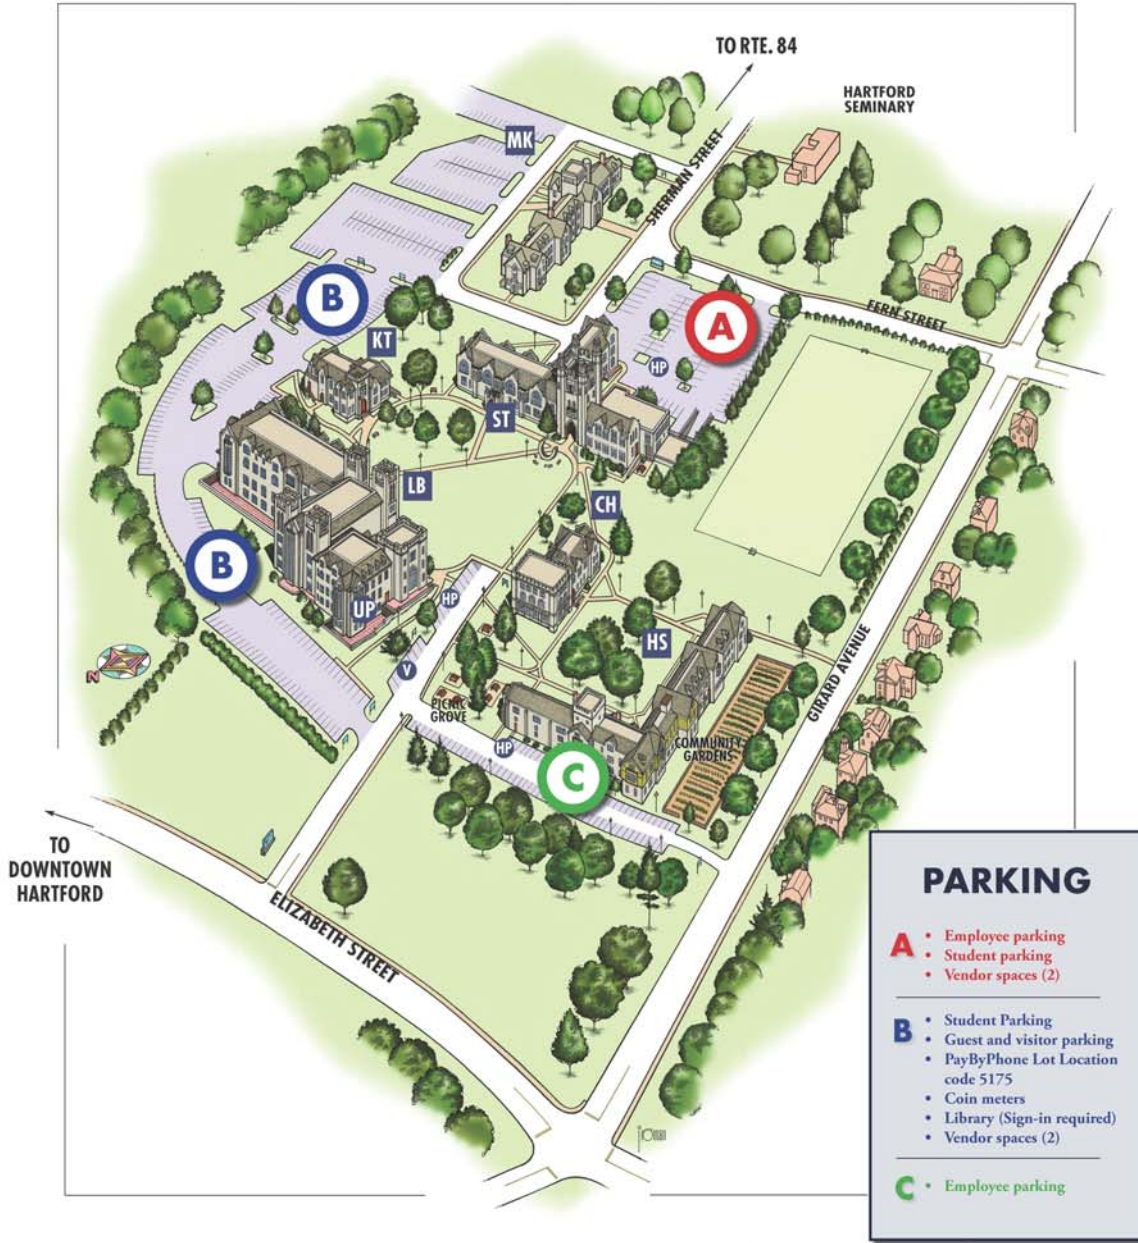 TO RTE. 84
HARTFORD
SEMINARY
MK
SHERMAN STREET
B
A
FERN STREET
KT
HP
ST
LB
CH
B
UP
HP
HS
V
N
PICNIC
GROVE
GIRARD AVENUE
HP
COMMUNITY
GARDENS
C
TO
DOWNTOWN
HARTFORD
ELIZABETH STREET
PARKING
A
• Employee parking
• Student parking
• Vendor spaces (2)
B
• Student Parking
• Guest and visitor parking
• PayByPhone Lot Location
code 5175
• Coin meters
• Library (Sign-in required)
• Vendor spaces (2)
C
• Employee parking